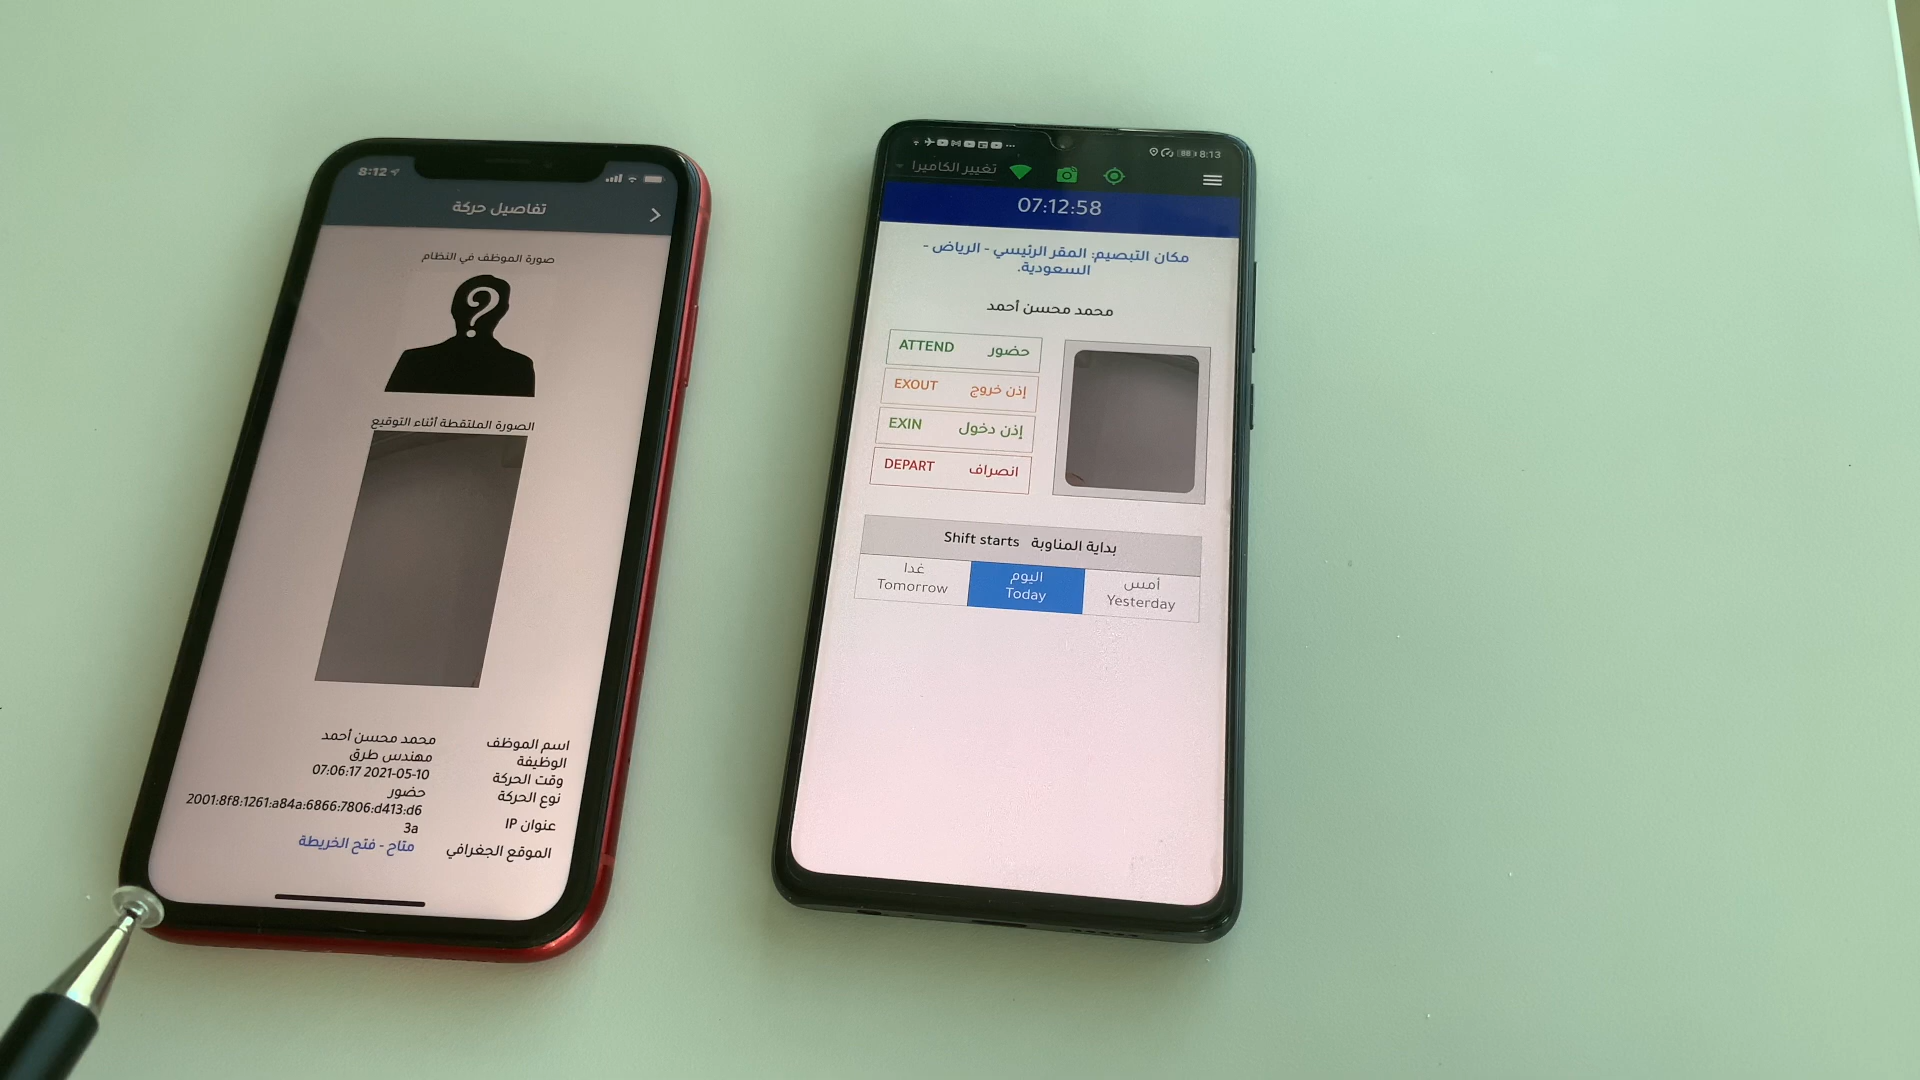 8:12
تفاصيل حركة
صورة الموظف في النظام
?
الصورة الملتقطة أثناء التوقيع
اسم الموظف محمد محسن أحمد
الوظيفة مهندس طرق
وقت الحركة 2021-05-10 07:06:17
نوع الحركة حضور
عنوان IP 2001:8f8:1261:a84a:6866:7806:d413:d6
3a
الموقع الجغرافي متاح - فتح الخريطة
88 8:13
تغيير الكاميرا
07:12:58
مكان التبصيم: المقر الرئيسي - الرياض -
السعودية.
محمد محسن أحمد
ATTEND حضور
EXOUT إذن خروج
EXIN إذن دخول
DEPART انصراف
Shift starts بداية المناوبة
غدا
Tomorrow
اليوم
Today
أمس
Yesterday